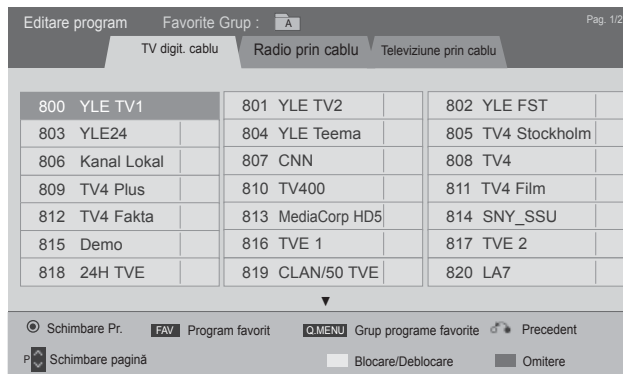 Editare program Favorite Grup : A Pag. 1/2
TV digit. cablu Radio prin cablu Televiziune prin cablu
800 YLE TV1 801 YLE TV2 802 YLE FST
803 YLE24 804 YLE Teema 805 TV4 Stockholm
806 Kanal Lokal 807 CNN 808 TV4
809 TV4 Plus 810 TV400 811 TV4 Film
812 TV4 Fakta 813 MediaCorp HD5 814 SNY_SSU
815 Demo 816 TVE 1 817 TVE 2
818 24H TVE 819 CLAN/50 TVE 820 LA7
Schimbare Pr. FAV Program favorit Q.MENU Grup programe favorite Precedent
P Schimbare pagină Blocare/Deblocare Omitere